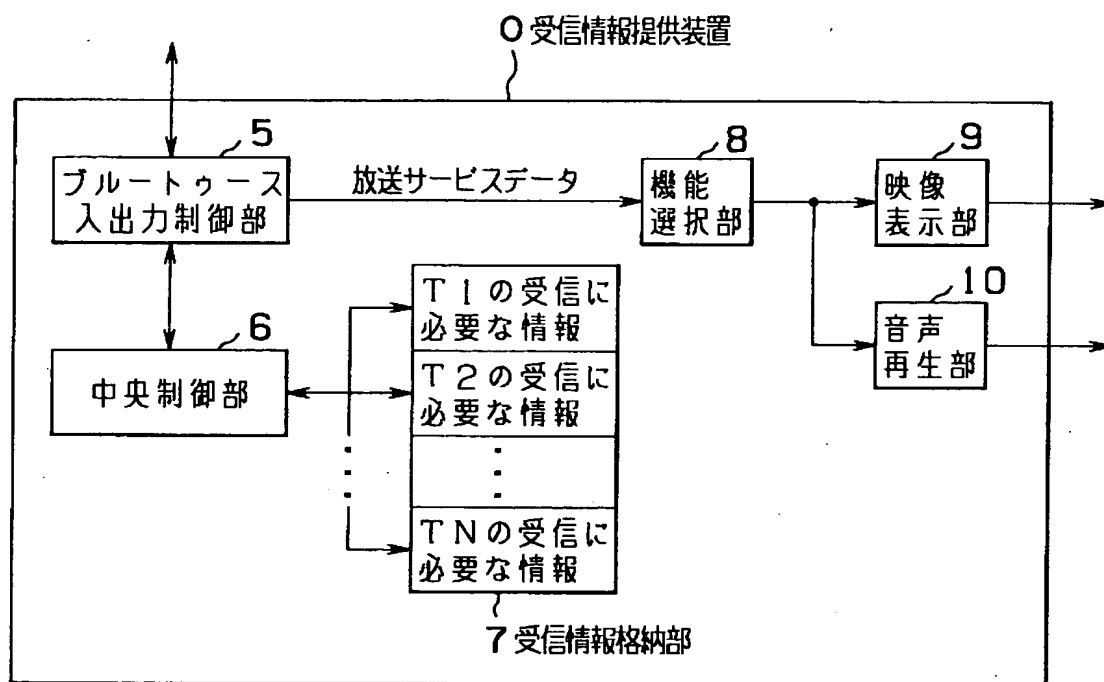 0 受信情報提供装置
5
ブルートゥース
入出力制御部
放送サービスデータ
8
機能
選択部
9
映像
表示部
10
音声
再生部
6
中央制御部
T1の受信に
必要な情報
T2の受信に
必要な情報
TNの受信に
必要な情報
7 受信情報格納部